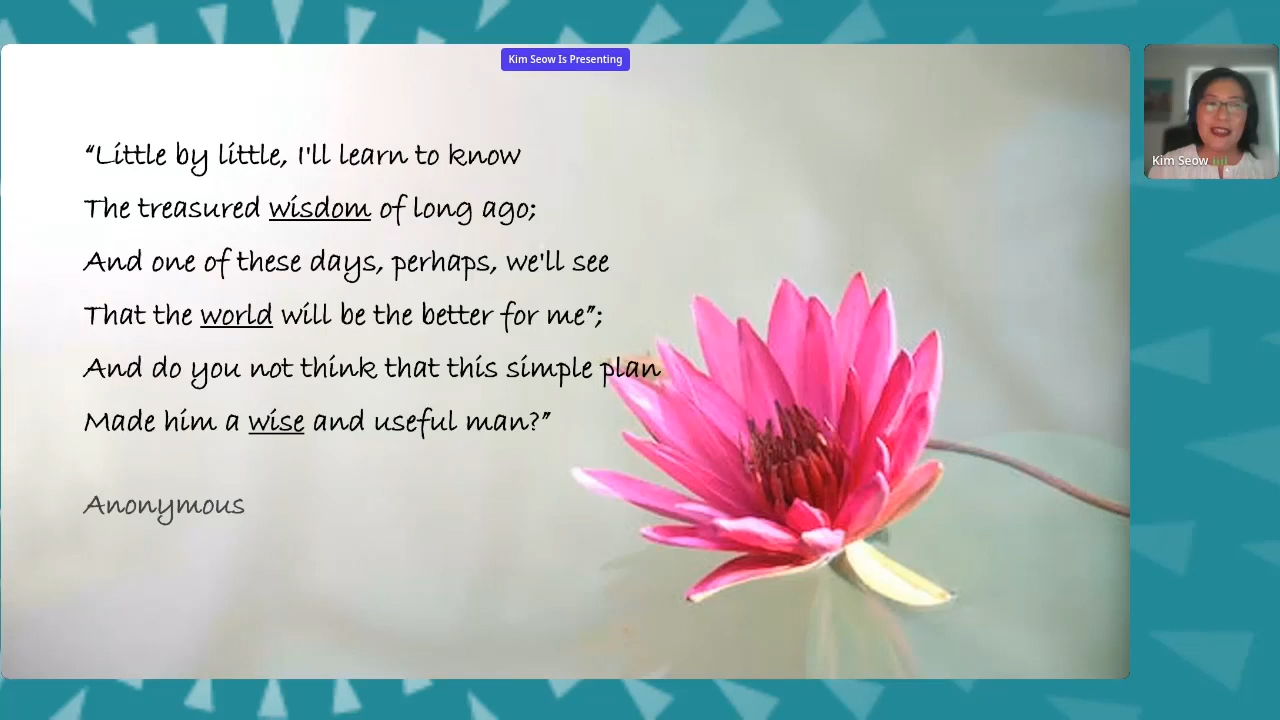 Kim Seow Is Presenting
“Little by little, I'll learn to know
The treasured wisdom of long ago;
And one of these days, perhaps, we'll see
That the world will be the better for me”;
And do you not think that this simple plan
Made him a wise and useful man?”
Anonymous
Kim Seow